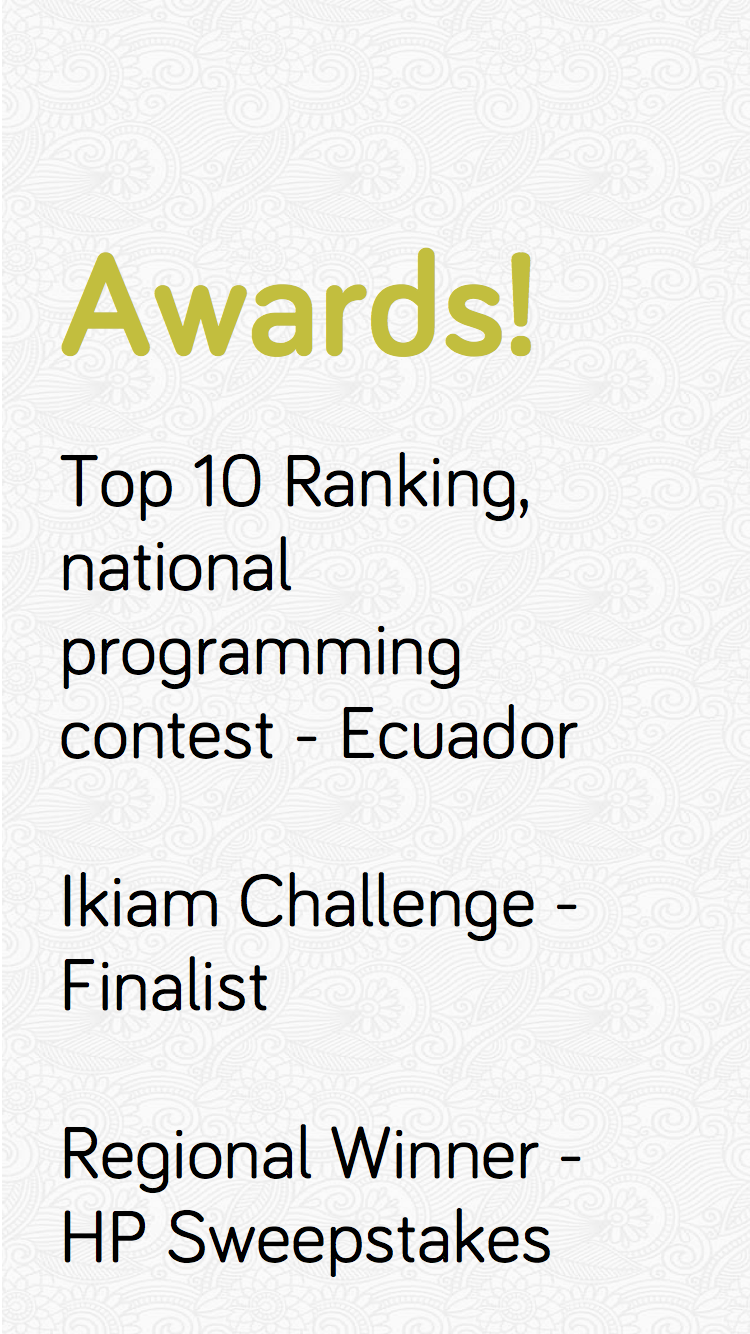 Awards!
Top 10 Ranking,
national
programming
contest - Ecuador
Ikiam Challenge -
Finalist
Regional Winner -
HP Sweepstakes